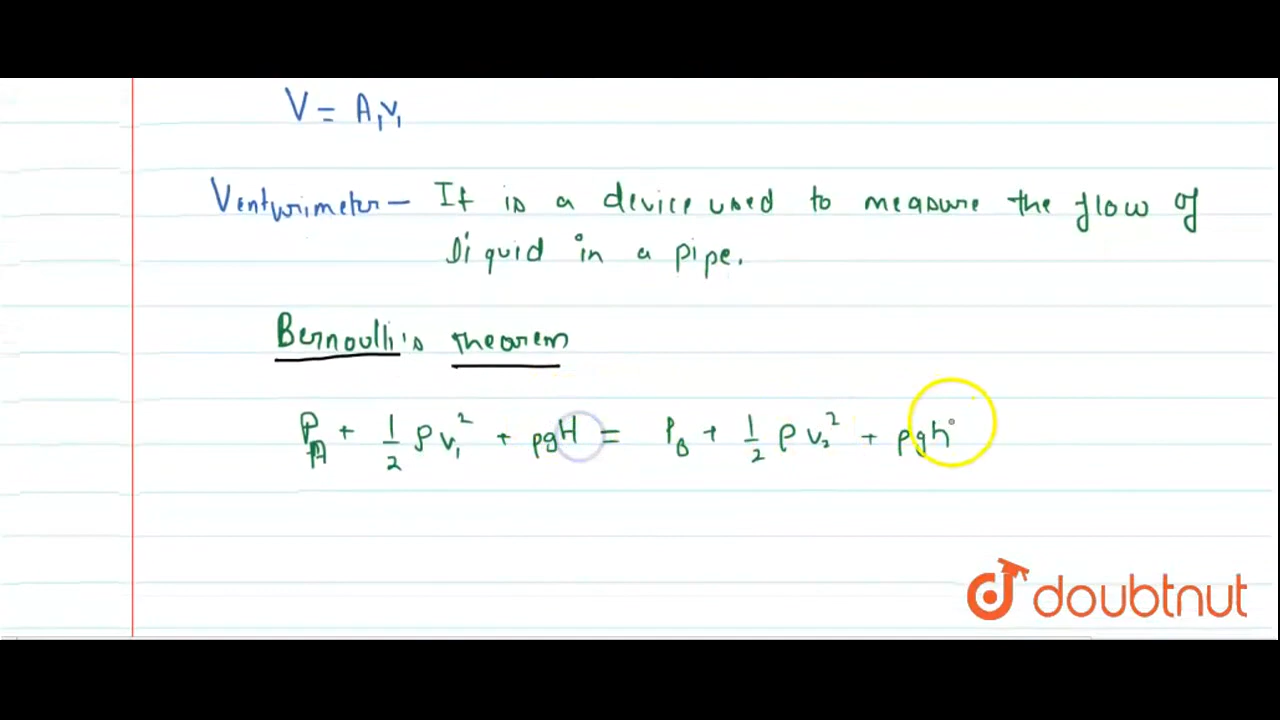 V = A₁v₁
Venturimeter – It is a device used to measure the flow of
liquid in a pipe.
Bernoulli's theorem
P_A + 1/2 ρv₁² + ρgH = P_B + 1/2 ρv₂² + ρgh
doubtnut